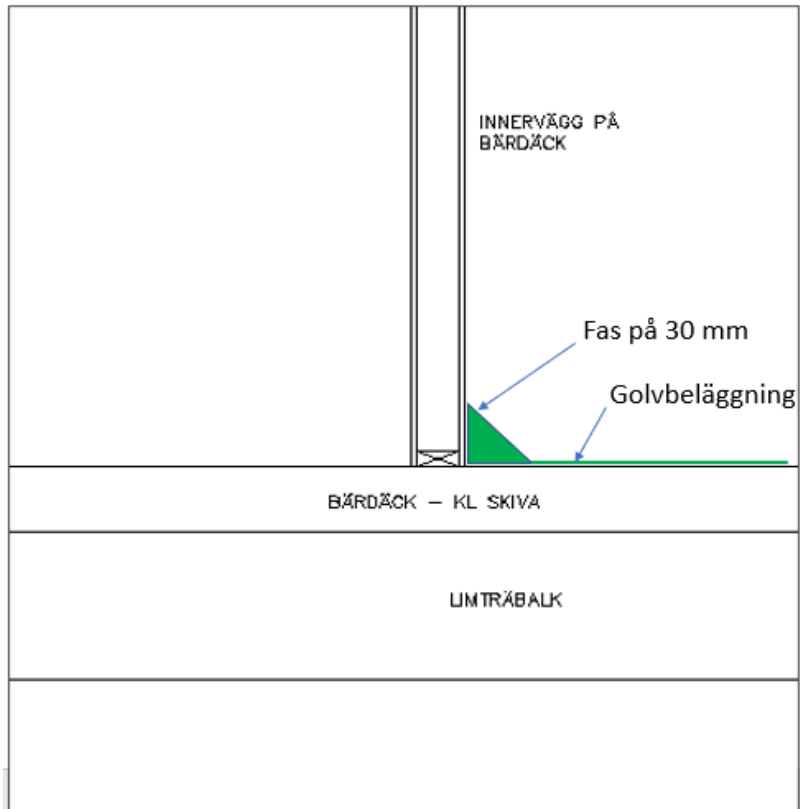 INNERVÄGG PÅ
BÄRDÄCK
Fas på 30 mm
Golvbeläggning
BÄRDÄCK – KL SKIVA
LIMTRÄBALK